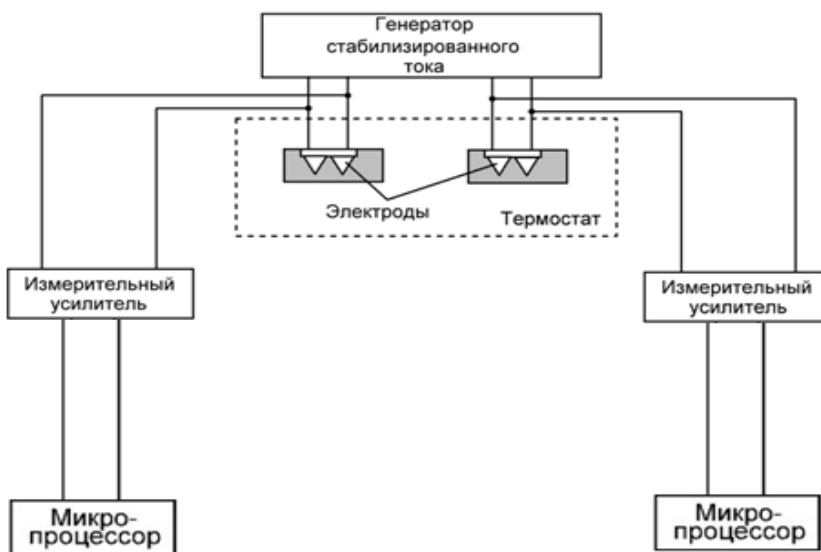 Генератор
стабилизированного
тока
Электроды
Термостат
Измерительный
усилитель
Измерительный
усилитель
Микро-
процессор
Микро-
процессор